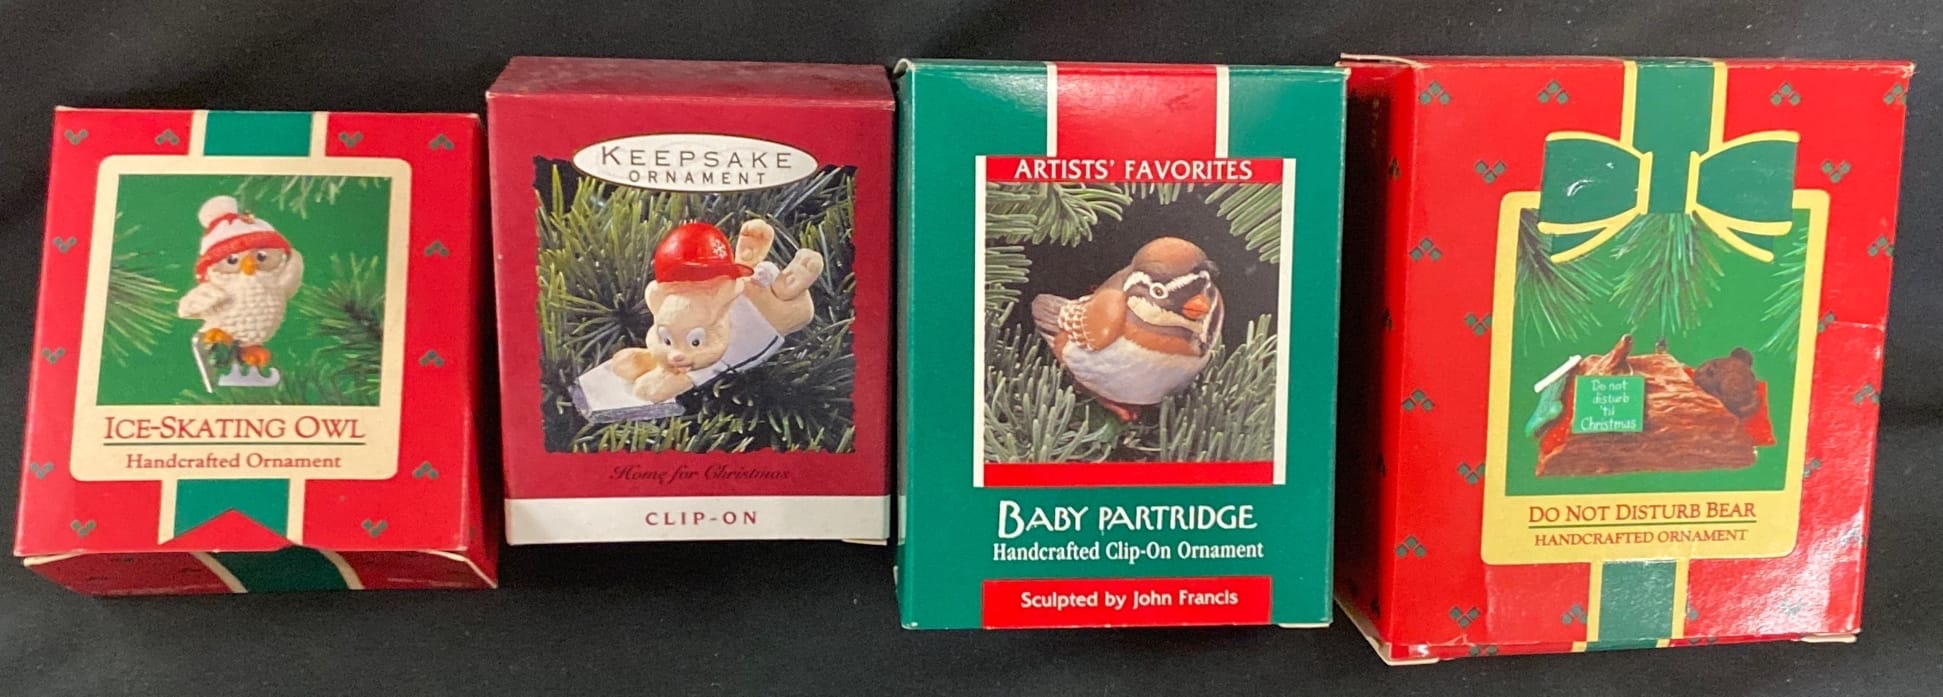 ICE-SKATING OWL
Handcrafted Ornament
KEEPSAKE
ORNAMENT
Home for Christmas
CLIP-ON
ARTISTS' FAVORITES
BABY PARTRIDGE
Handcrafted Clip-On Ornament
Sculpted by John Francis
Do not
disturb
'til
Christmas
DO NOT DISTURB BEAR
HANDCRAFTED ORNAMENT